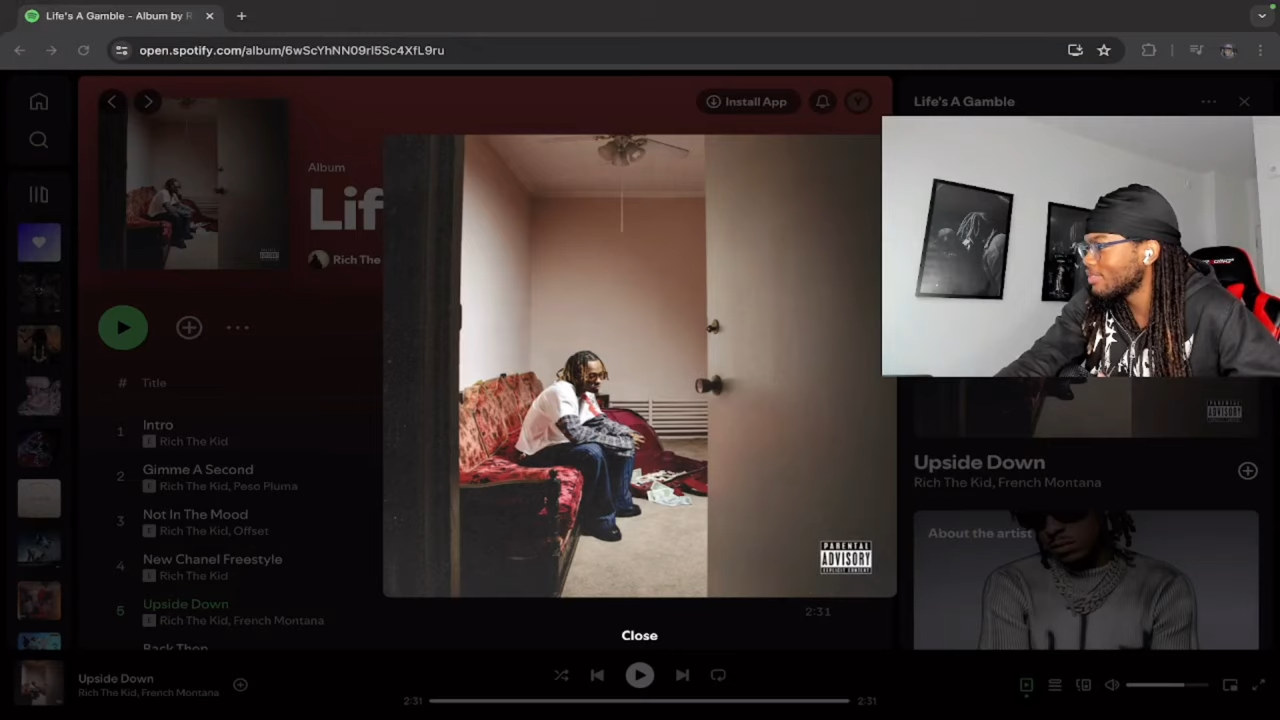 Life's A Gamble - Album by R
open.spotify.com/album/6wScYhNN09rl5Sc4XfL9ru
Install App
Y
Life's A Gamble
Album
Lif
Rich The
# Title
1 Intro
E Rich The Kid
2 Gimme A Second
E Rich The Kid, Peso Pluma
3 Not In The Mood
E Rich The Kid, Offset
4 New Chanel Freestyle
E Rich The Kid
5 Upside Down
E Rich The Kid, French Montana
2:31
Back Then
PARENTAL
ADVISORY
EXPLICIT CONTENT
Close
ADVISORY
Upside Down
Rich The Kid, French Montana
About the artist
Upside Down
Rich The Kid, French Montana
2:31
2:31